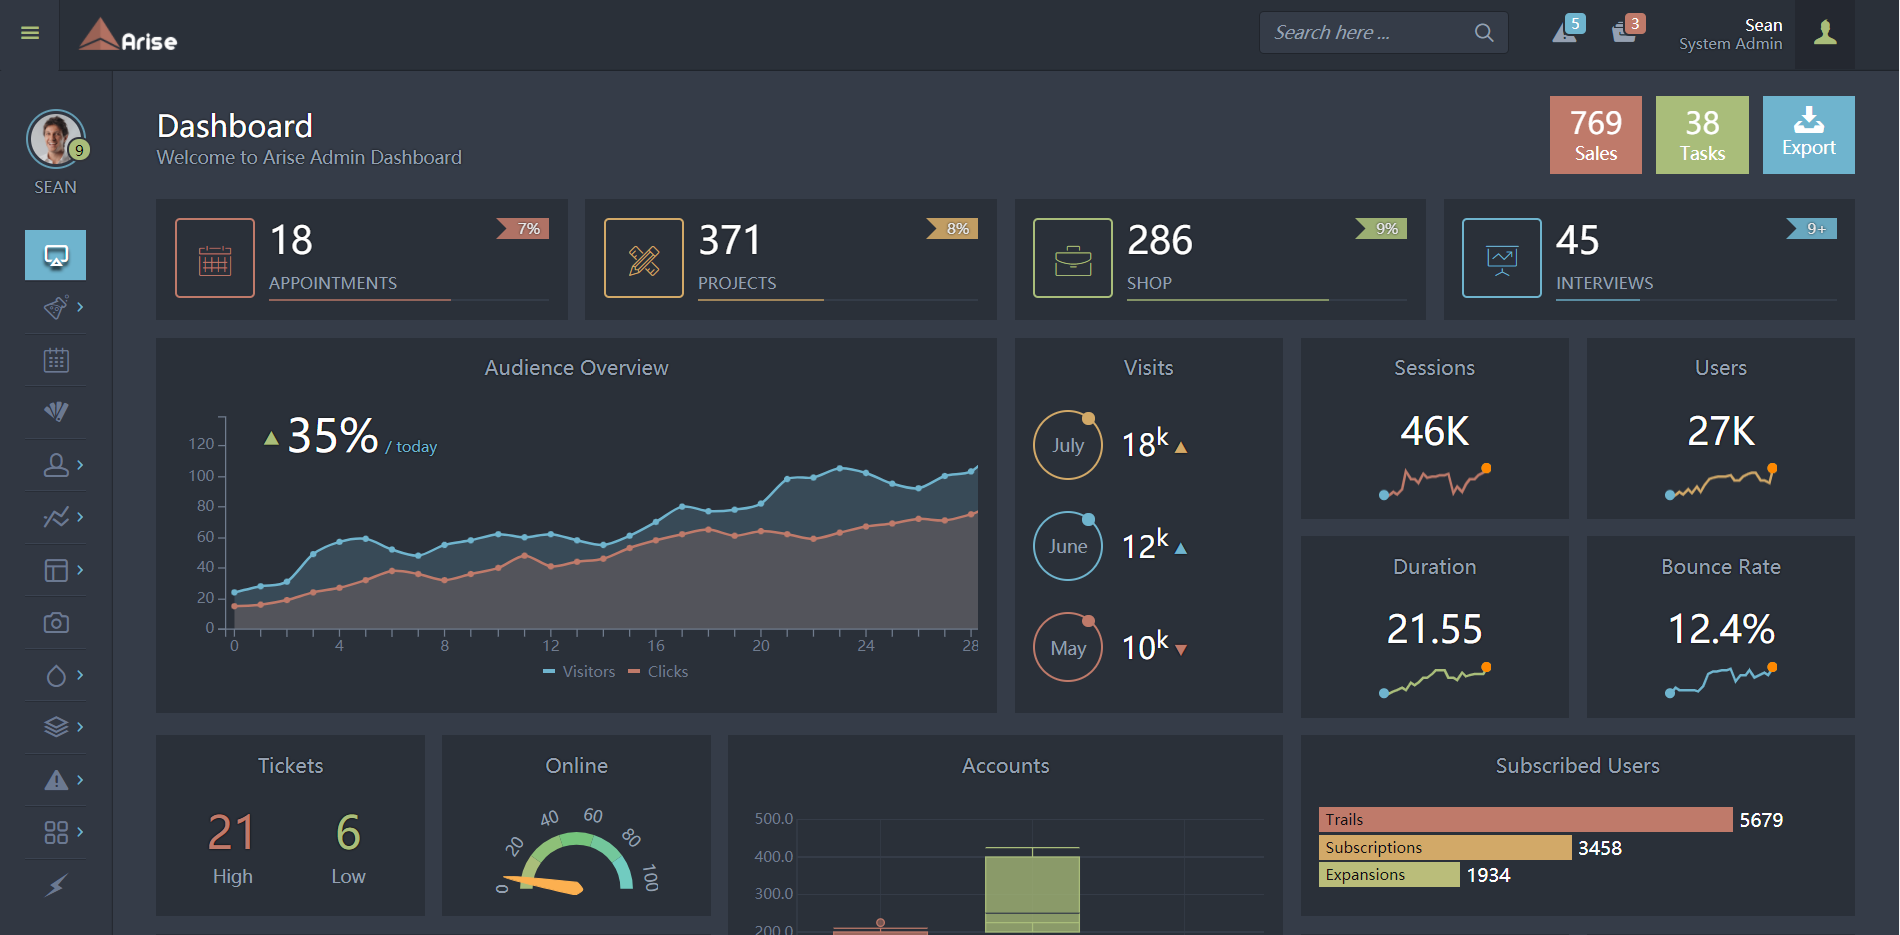 Arise
Search here ...
5
3
Sean
System Admin
9
SEAN
Dashboard
Welcome to Arise Admin Dashboard
769
Sales
38
Tasks
Export
18
7%
APPOINTMENTS
371
8%
PROJECTS
286
9%
SHOP
45
9+
INTERVIEWS
Audience Overview
35% / today
120
100
80
60
40
20
0
0 4 8 12 16 20 24 28
Visitors Clicks
Visits
July 18k
June 12k
May 10k
Sessions
46K
Users
27K
Duration
21.55
Bounce Rate
12.4%
Tickets
21 6
High Low
Online
0 20 40 60 80 100
Accounts
500.0
400.0
300.0
200.0
Subscribed Users
Trails 5679
Subscriptions 3458
Expansions 1934